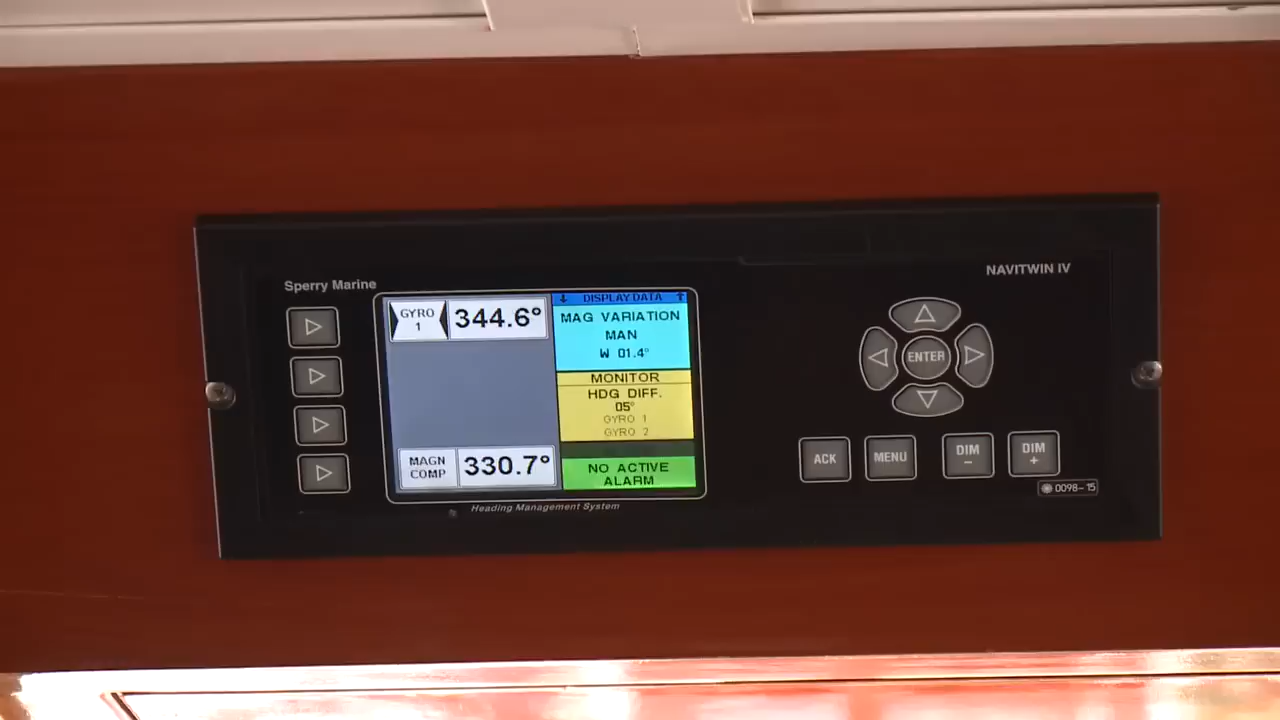 Sperry Marine
NAVITWIN IV
GYRO
1
344.6°
DISPLAY DATA
MAG VARIATION
MAN
W 01.4°
MONITOR
HDG DIFF.
05°
GYRO 1
GYRO 2
MAGN
COMP
330.7°
NO ACTIVE
ALARM
Heading Management System
ENTER
ACK
MENU
DIM
–
DIM
+
0098-15